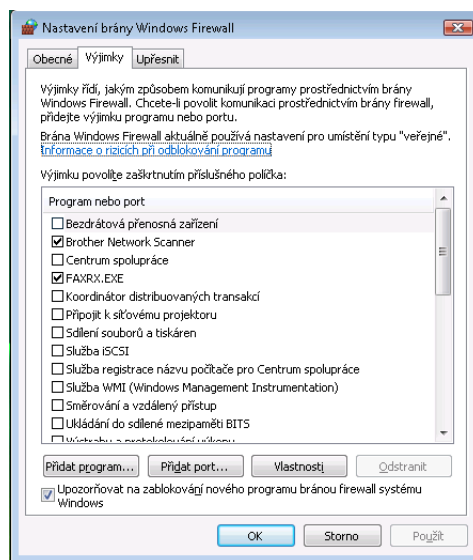 Nastavení brány Windows Firewall
Obecné Výjimky Upřesnit
Výjimky řídí, jakým způsobem komunikují programy prostřednictvím brány
Windows Firewall. Chcete-li povolit komunikaci prostřednictvím brány firewall,
přidejte výjimku programu nebo portu.
Brána Windows Firewall aktuálně používá nastavení pro umístění typu "veřejné".
Informace o rizicích při odblokování programu
Výjimku povolíte zaškrtnutím příslušného políčka:
Program nebo port
Bezdrátová přenosná zařízení
Brother Network Scanner
Centrum spolupráce
FAXRX.EXE
Koordinátor distribuovaných transakcí
Připojit k síťovému projektoru
Sdílení souborů a tiskáren
Služba iSCSI
Služba registrace názvu počítače pro Centrum spolupráce
Služba WMI (Windows Management Instrumentation)
Směrování a vzdálený přístup
Ukládání do sdílené mezipaměti BITS
Výstrahy a protokolování výkonu
Přidat program... Přidat port... Vlastnosti Odstranit
Upozorňovat na zablokování nového programu bránou firewall systému
Windows
OK Storno Použít